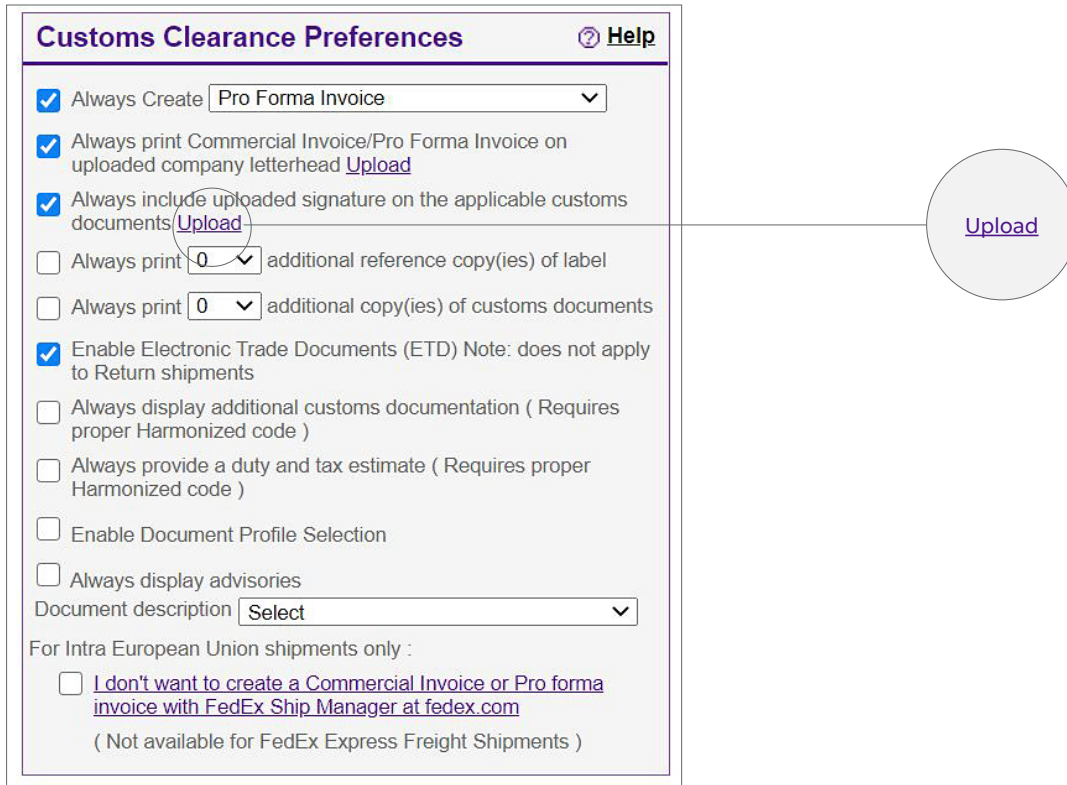 Customs Clearance Preferences
Help
Always Create Pro Forma Invoice
Always print Commercial Invoice/Pro Forma Invoice on
uploaded company letterhead Upload
Always include uploaded signature on the applicable customs
documents Upload
Upload
Always print 0 additional reference copy(ies) of label
Always print 0 additional copy(ies) of customs documents
Enable Electronic Trade Documents (ETD) Note: does not apply
to Return shipments
Always display additional customs documentation ( Requires
proper Harmonized code )
Always provide a duty and tax estimate ( Requires proper
Harmonized code )
Enable Document Profile Selection
Always display advisories
Document description Select
For Intra European Union shipments only :
I don't want to create a Commercial Invoice or Pro forma
invoice with FedEx Ship Manager at fedex.com
( Not available for FedEx Express Freight Shipments )